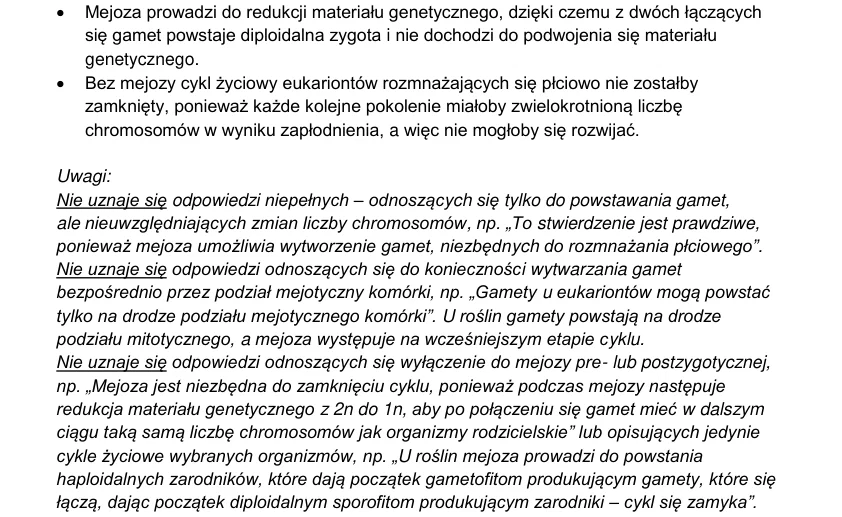 • Mejoza prowadzi do redukcji materiału genetycznego, dzięki czemu z dwóch łączących
się gamet powstaje diploidalna zygota i nie dochodzi do podwojenia się materiału
genetycznego.
• Bez mejozy cykl życiowy eukariontów rozmnażających się płciowo nie zostałby
zamknięty, ponieważ każde kolejne pokolenie miałoby zwielokrotnioną liczbę
chromosomów w wyniku zapłodnienia, a więc nie mogłoby się rozwijać.
Uwagi:
Nie uznaje się odpowiedzi niepełnych – odnoszących się tylko do powstawania gamet,
ale nieuwzględniających zmian liczby chromosomów, np. „To stwierdzenie jest prawdziwe,
ponieważ mejoza umożliwia wytworzenie gamet, niezbędnych do rozmnażania płciowego”.
Nie uznaje się odpowiedzi odnoszących się do konieczności wytwarzania gamet
bezpośrednio przez podział mejotyczny komórki, np. „Gamety u eukariontów mogą powstać
tylko na drodze podziału mejotycznego komórki”. U roślin gamety powstają na drodze
podziału mitotycznego, a mejoza występuje na wcześniejszym etapie cyklu.
Nie uznaje się odpowiedzi odnoszących się wyłączenie do mejozy pre- lub postzygotycznej,
np. „Mejoza jest niezbędna do zamknięciu cyklu, ponieważ podczas mejozy następuje
redukcja materiału genetycznego z 2n do 1n, aby po połączeniu się gamet mieć w dalszym
ciągu taką samą liczbę chromosomów jak organizmy rodzicielskie” lub opisujących jedynie
cykle życiowe wybranych organizmów, np. „U roślin mejoza prowadzi do powstania
haploidalnych zarodników, które dają początek gametofitom produkującym gamety, które się
łączą, dając początek diploidalnym sporofitom produkującym zarodniki – cykl się zamyka”.